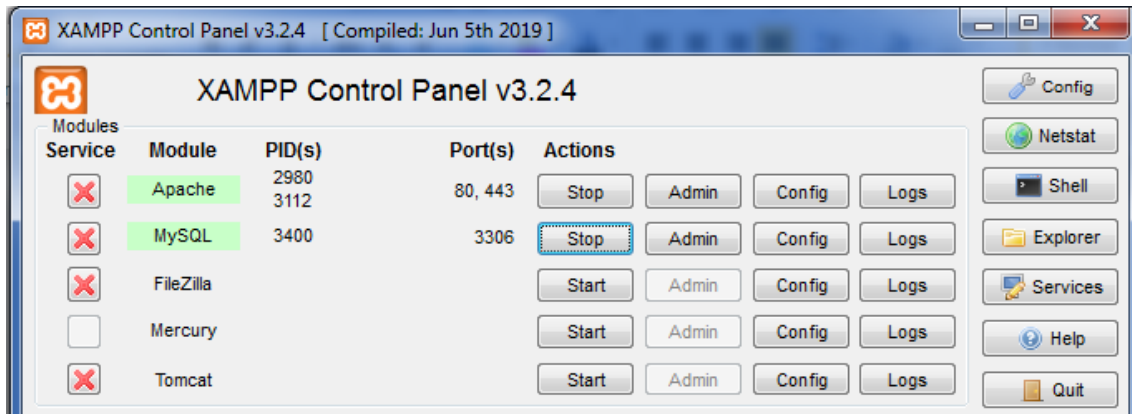 XAMPP Control Panel v3.2.4 [ Compiled: Jun 5th 2019 ]
XAMPP Control Panel v3.2.4
Config
Modules
Netstat
Service Module PID(s) Port(s) Actions
Apache 2980 3112 80, 443 Stop Admin Config Logs
Shell
MySQL 3400 3306 Stop Admin Config Logs
Explorer
FileZilla Start Admin Config Logs
Services
Mercury Start Admin Config Logs
Help
Tomcat Start Admin Config Logs
Quit